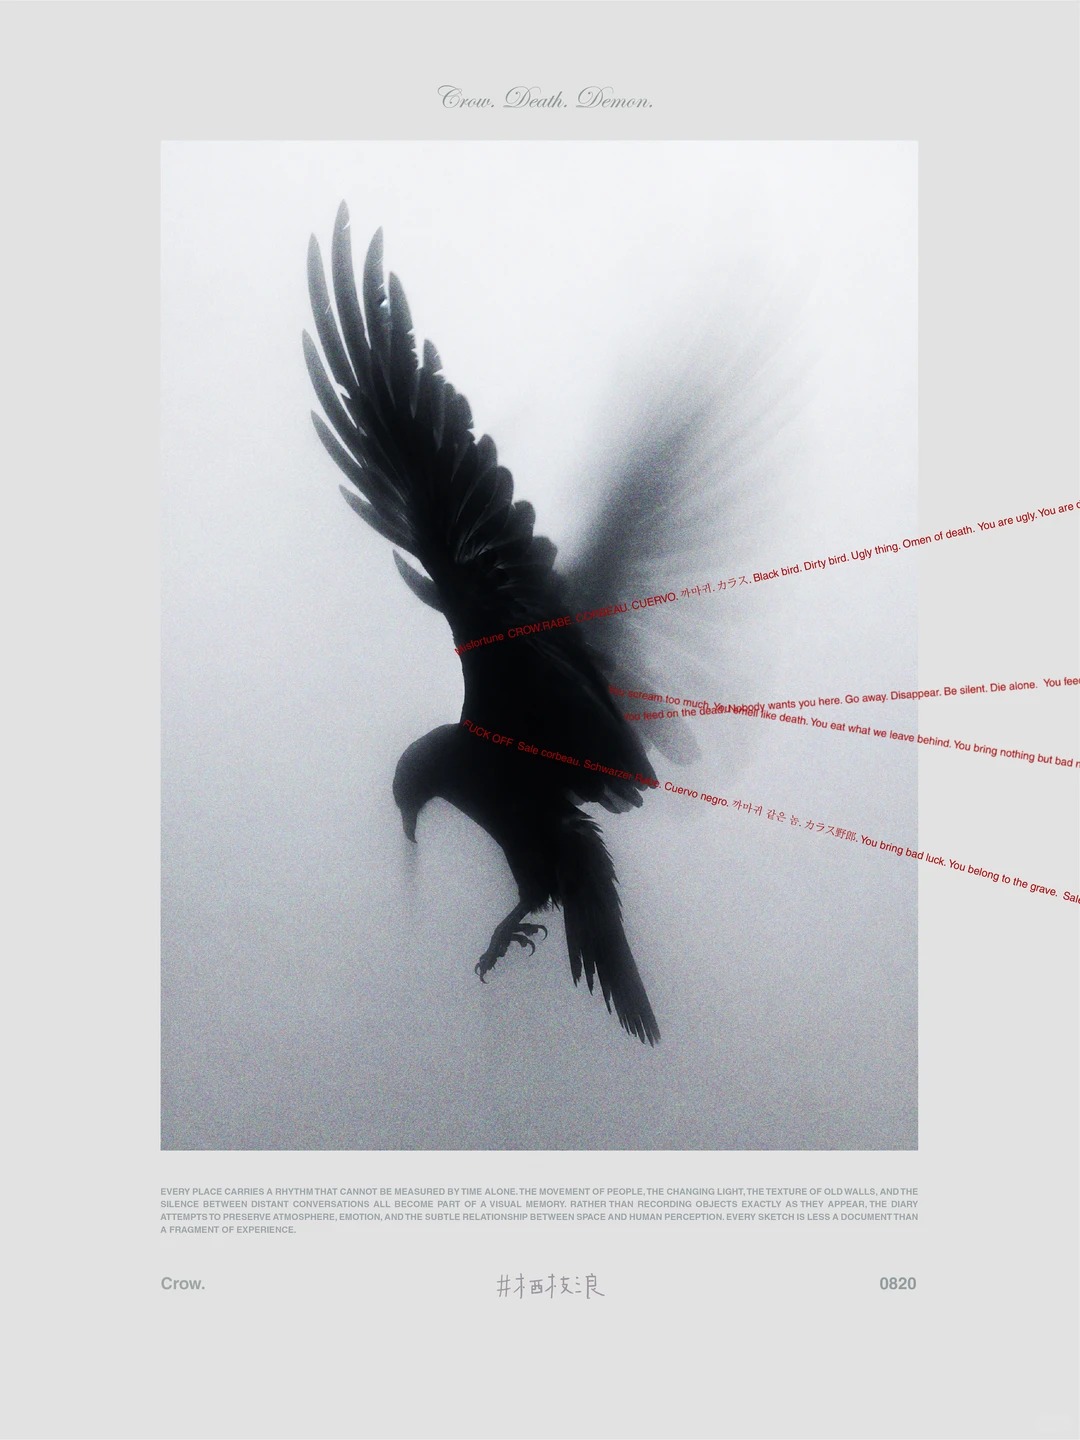 Crow. Death. Demon.
misfortune CROW.RABE. CORBEAU. CUERVO. 까마귀. カラス. Black bird. Dirty bird. Ugly thing. Omen of death. You are ugly.You are
You scream too much. You Nobody wants you here. Go away. Disappear. Be silent. Die alone. You feed
You feed on the dead. smell like death. You eat what we leave behind. You bring nothing but bad
FUCK OFF Sale corbeau. Schwarzer Cuervo negro. 까마귀 같은 놈. カラス野郎. You bring bad luck. You belong to the grave. Sale
EVERY PLACE CARRIES A RHYTHM THAT CANNOT BE MEASURED BY TIME ALONE. THE MOVEMENT OF PEOPLE, THE CHANGING LIGHT, THE TEXTURE OF OLD WALLS, AND THE
SILENCE BETWEEN DISTANT CONVERSATIONS ALL BECOME PART OF A VISUAL MEMORY. RATHER THAN RECORDING OBJECTS EXACTLY AS THEY APPEAR, THE DIARY
ATTEMPTS TO PRESERVE ATMOSPHERE, EMOTION, AND THE SUBTLE RELATIONSHIP BETWEEN SPACE AND HUMAN PERCEPTION. EVERY SKETCH IS LESS A DOCUMENT THAN
A FRAGMENT OF EXPERIENCE.
Crow.
#栖枝浪
0820